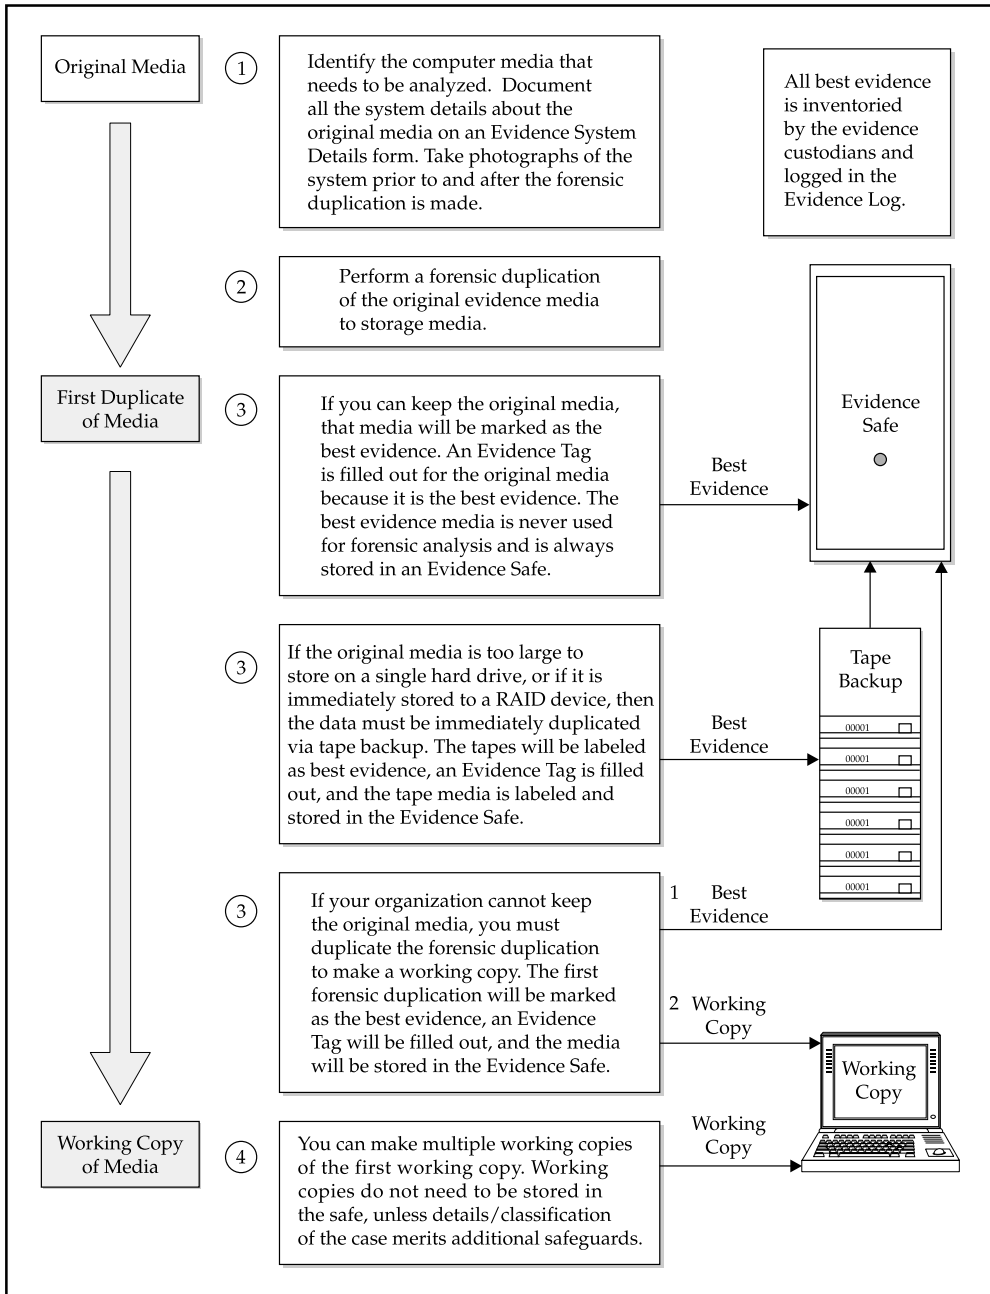 Original Media
1
Identify the computer media that
needs to be analyzed. Document
all the system details about the
original media on an Evidence System
Details form. Take photographs of the
system prior to and after the forensic
duplication is made.
All best evidence
is inventoried
by the evidence
custodians and
logged in the
Evidence Log.
2
Perform a forensic duplication
of the original evidence media
to storage media.
First Duplicate
of Media
3
If you can keep the original media,
that media will be marked as the
best evidence. An Evidence Tag
is filled out for the original media
because it is the best evidence. The
best evidence media is never used
for forensic analysis and is always
stored in an Evidence Safe.
Best
Evidence
Evidence
Safe
3
If the original media is too large to
store on a single hard drive, or if it is
immediately stored to a RAID device, then
the data must be immediately duplicated
via tape backup. The tapes will be labeled
as best evidence, an Evidence Tag is filled
out, and the tape media is labeled and
stored in the Evidence Safe.
Best
Evidence
Tape
Backup
00001
00001
00001
00001
00001
00001
3
If your organization cannot keep
the original media, you must
duplicate the forensic duplication
to make a working copy. The first
forensic duplication will be marked
as the best evidence, an Evidence
Tag will be filled out, and the media
will be stored in the Evidence Safe.
1 Best
Evidence
2 Working
Copy
Working
Copy
Working Copy
of Media
4
You can make multiple working copies
of the first working copy. Working
copies do not need to be stored in
the safe, unless details/classification
of the case merits additional safeguards.
Working
Copy